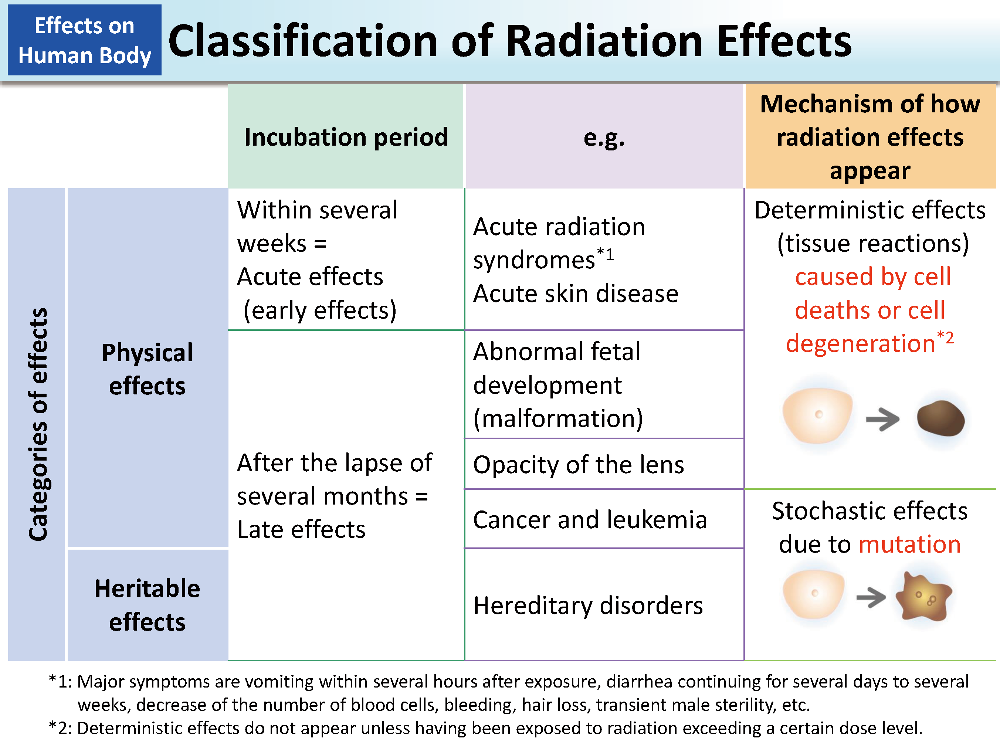 Effects on
Human Body
Classification of Radiation Effects
Incubation period
e.g.
Mechanism of how
radiation effects
appear
Categories of effects
Physical
effects
Within several
weeks =
Acute effects
(early effects)
Acute radiation
syndromes*1
Acute skin disease
Deterministic effects
(tissue reactions)
caused by cell
deaths or cell
degeneration*2
After the lapse of
several months =
Late effects
Abnormal fetal
development
(malformation)
Opacity of the lens
Cancer and leukemia
Stochastic effects
due to mutation
Heritable
effects
Hereditary disorders
*1: Major symptoms are vomiting within several hours after exposure, diarrhea continuing for several days to several
weeks, decrease of the number of blood cells, bleeding, hair loss, transient male sterility, etc.
*2: Deterministic effects do not appear unless having been exposed to radiation exceeding a certain dose level.